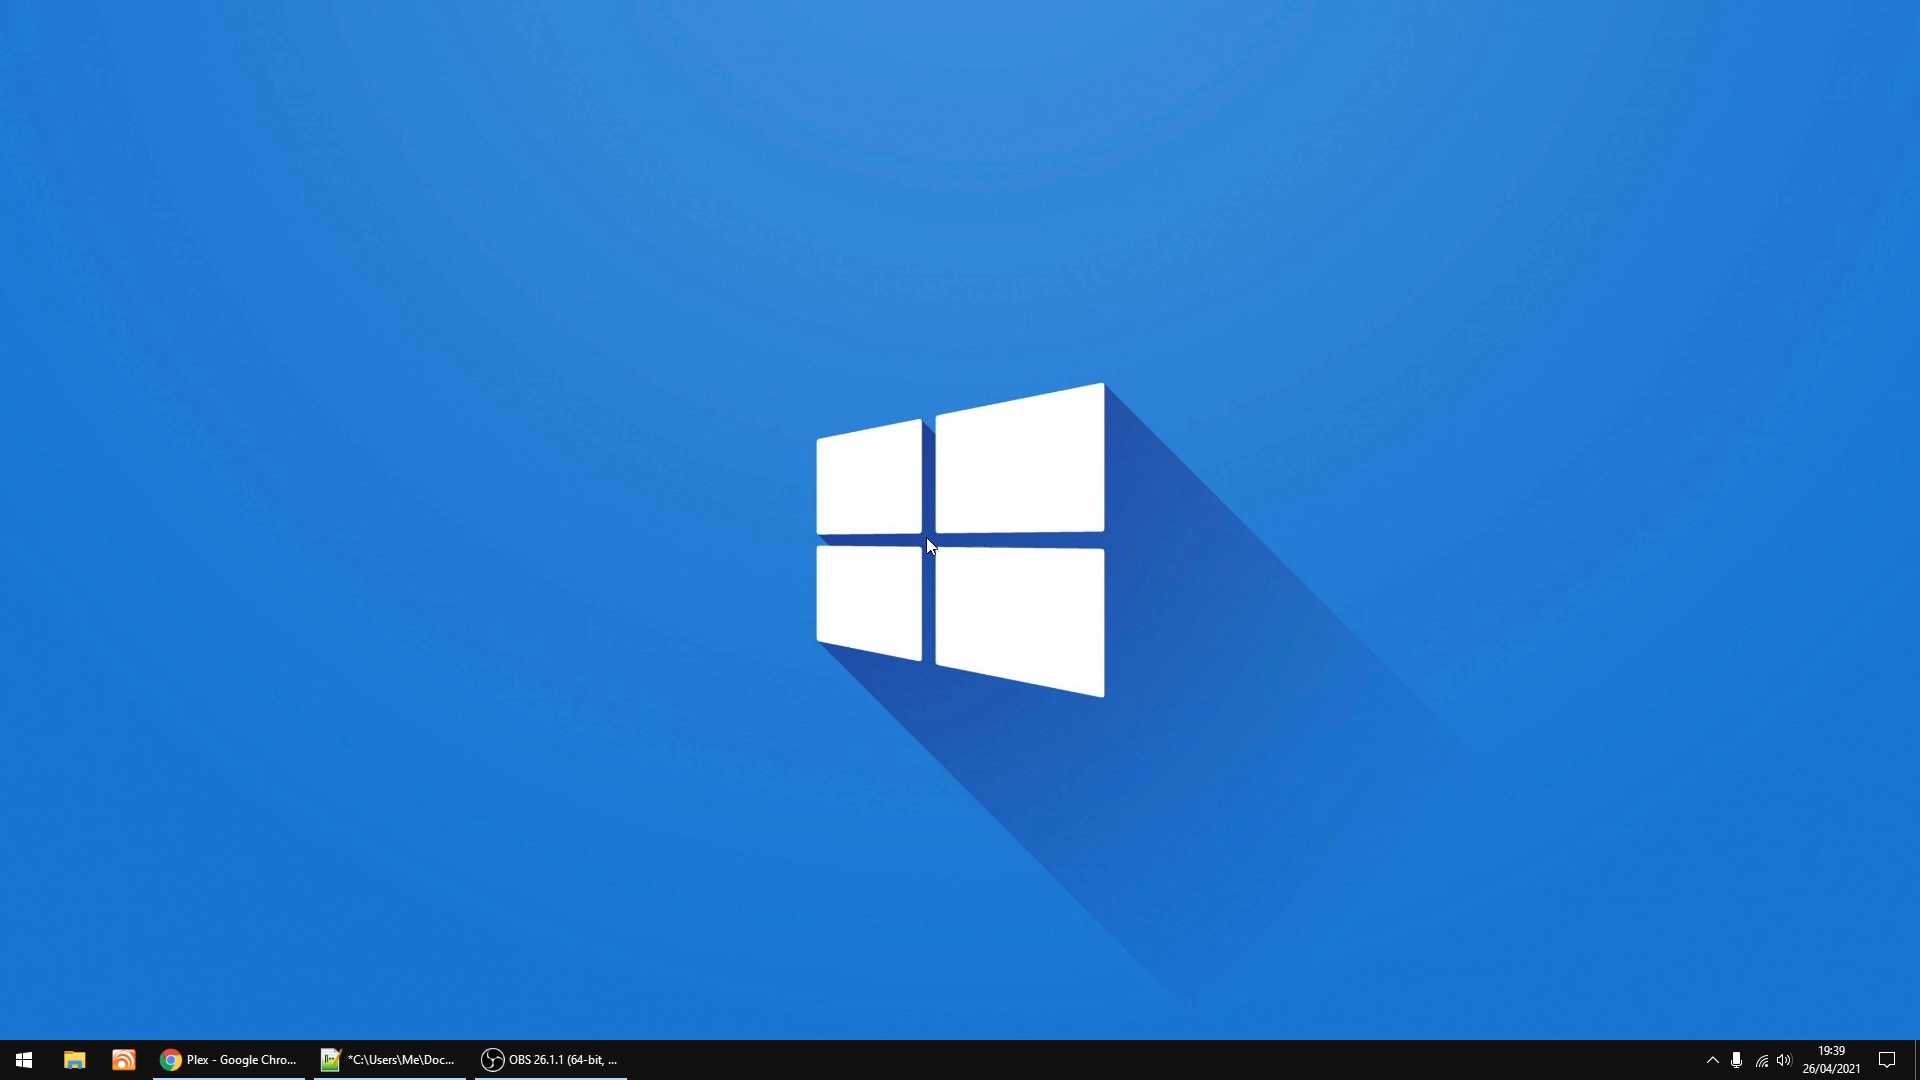 Plex - Google Chro...
*C:\Users\Me\Doc...
OBS 26.1.1 (64-bit, ...
19:39
26/04/2021